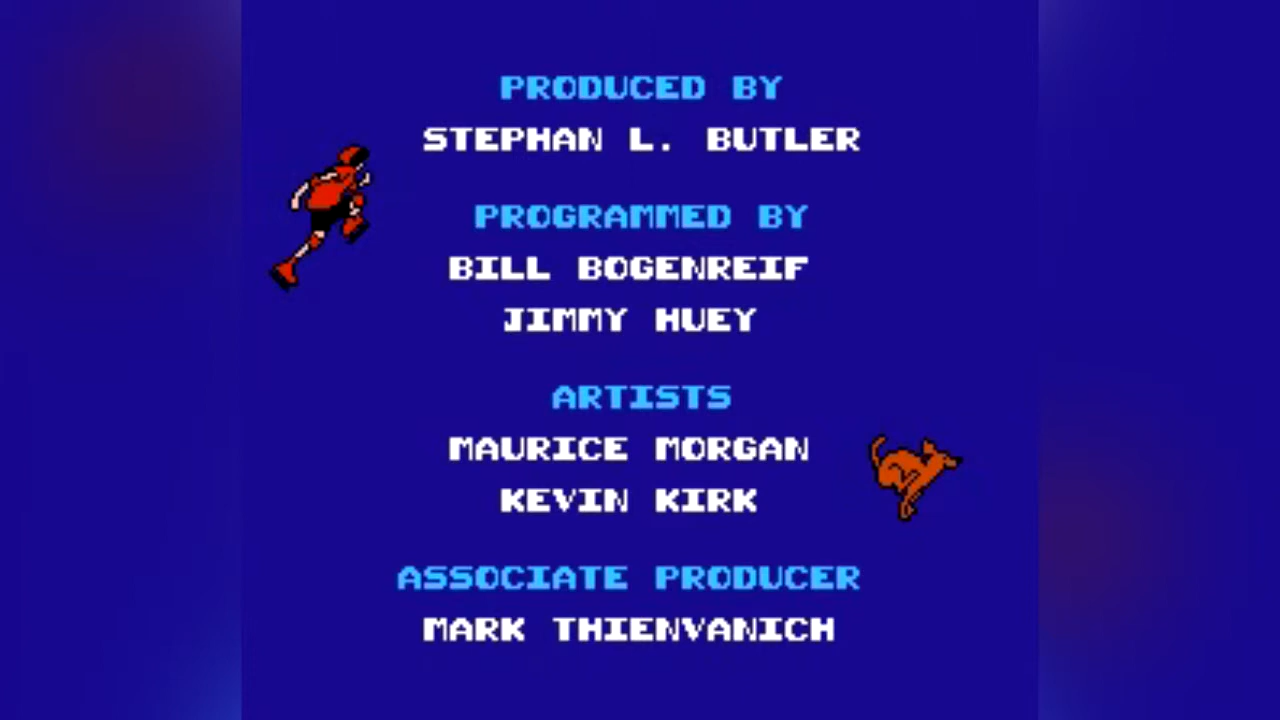 PRODUCED BY
STEPHAN L. BUTLER
PROGRAMMED BY
BILL BOGENREIF
JIMMY HUEY
ARTISTS
MAURICE MORGAN
KEVIN KIRK
ASSOCIATE PRODUCER
MARK THIENVANICH